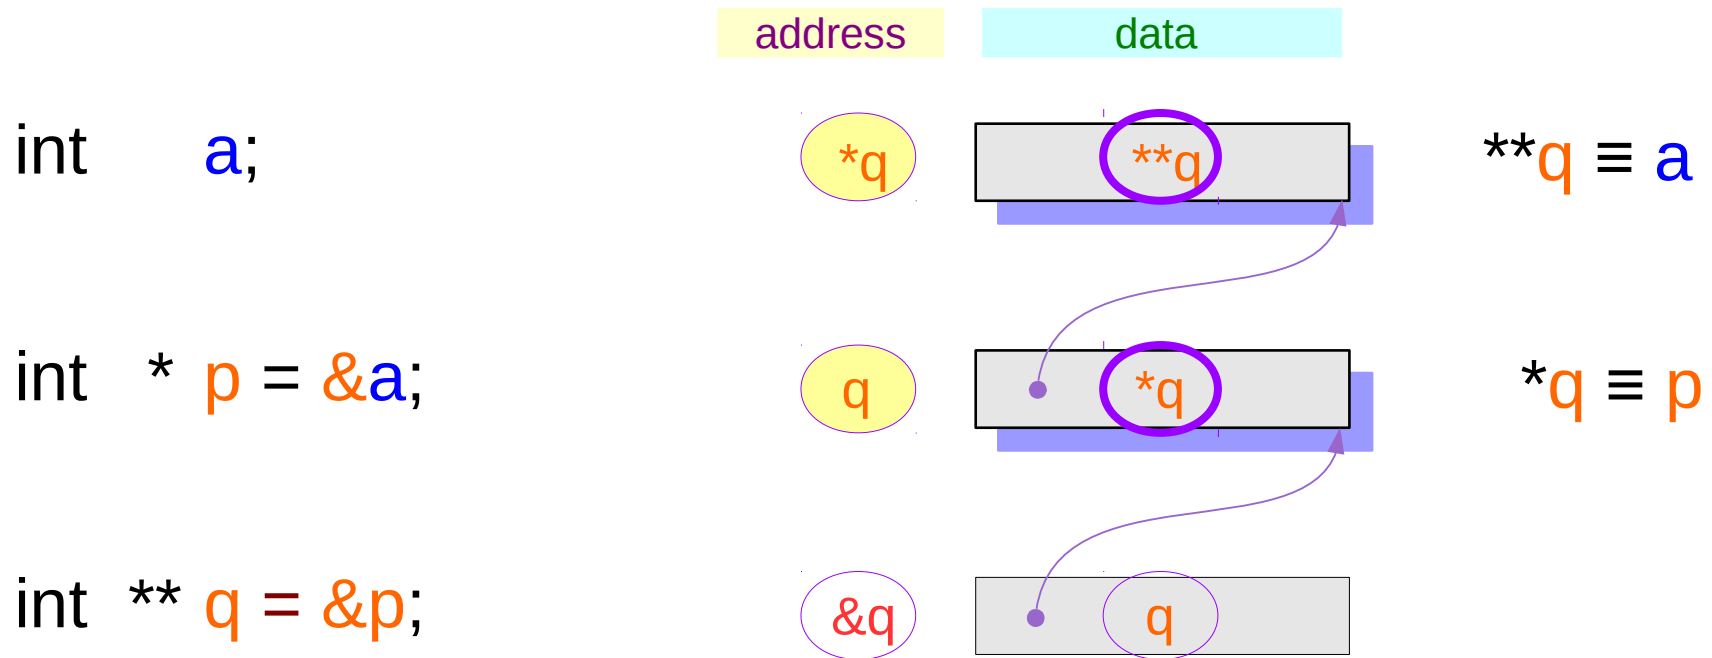 address data
int a; *q **q **q ≡ a
int * p = &a; q *q *q ≡ p
int ** q = &p; &q q